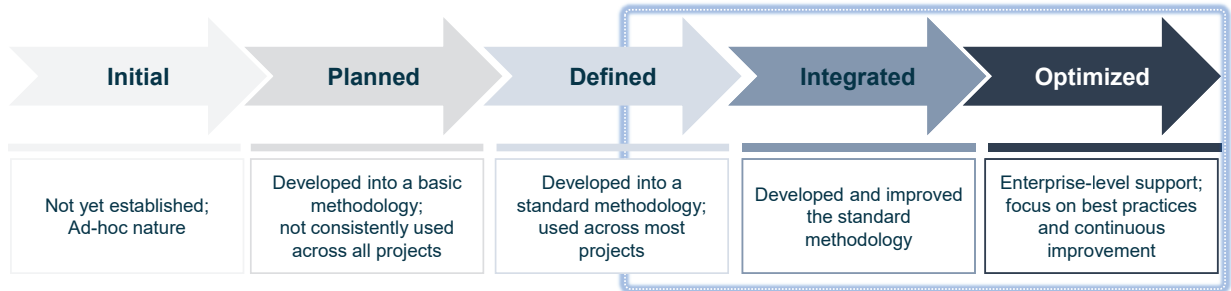 Initial
Planned
Defined
Integrated
Optimized
Not yet established;
Ad-hoc nature
Developed into a basic
methodology;
not consistently used
across all projects
Developed into a
standard methodology;
used across most
projects
Developed and improved
the standard
methodology
Enterprise-level support;
focus on best practices
and continuous
improvement